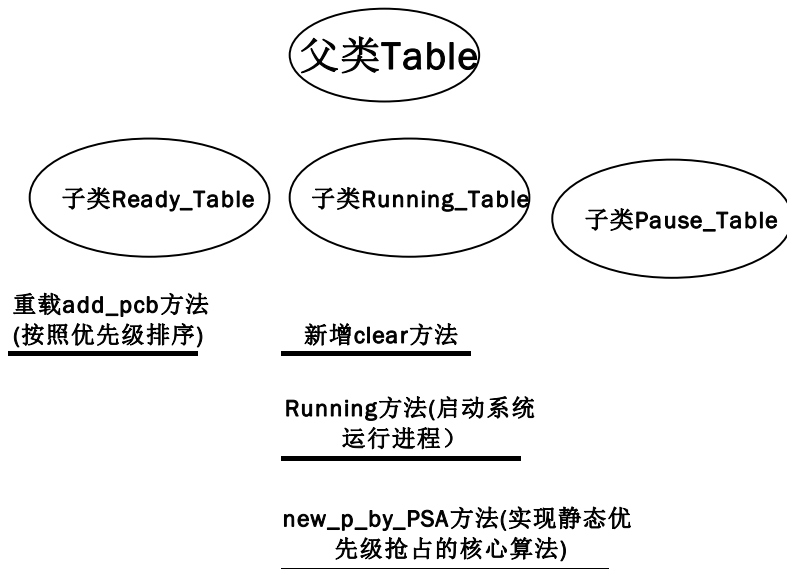 父类Table
子类Ready_Table
子类Running_Table
子类Pause_Table
重载add_pcb方法
(按照优先级排序)
新增clear方法
Running方法(启动系统
运行进程）
new_p_by_PSA方法(实现静态优
先级抢占的核心算法)